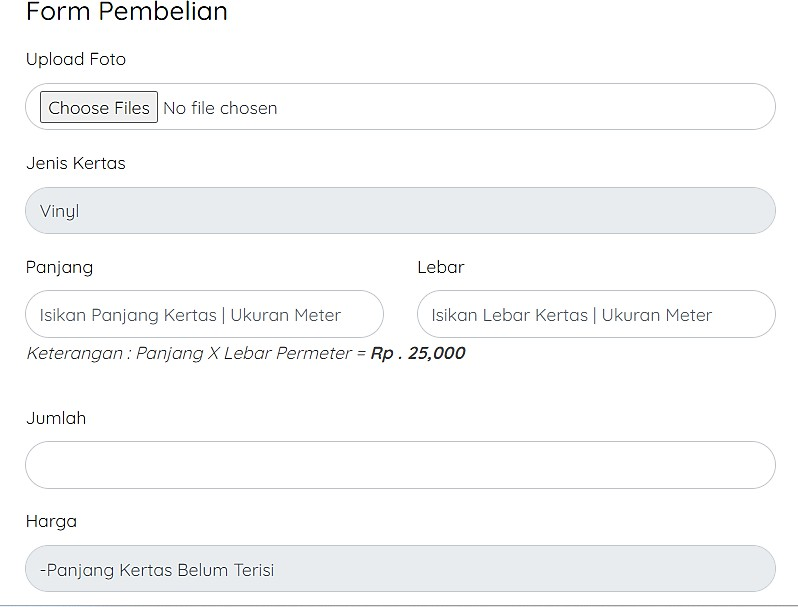 Form Pembelian
Upload Foto
Choose Files No file chosen
Jenis Kertas
Vinyl
Panjang Lebar
Isikan Panjang Kertas | Ukuran Meter Isikan Lebar Kertas | Ukuran Meter
Keterangan : Panjang X Lebar Permeter = Rp . 25,000
Jumlah
Harga
-Panjang Kertas Belum Terisi